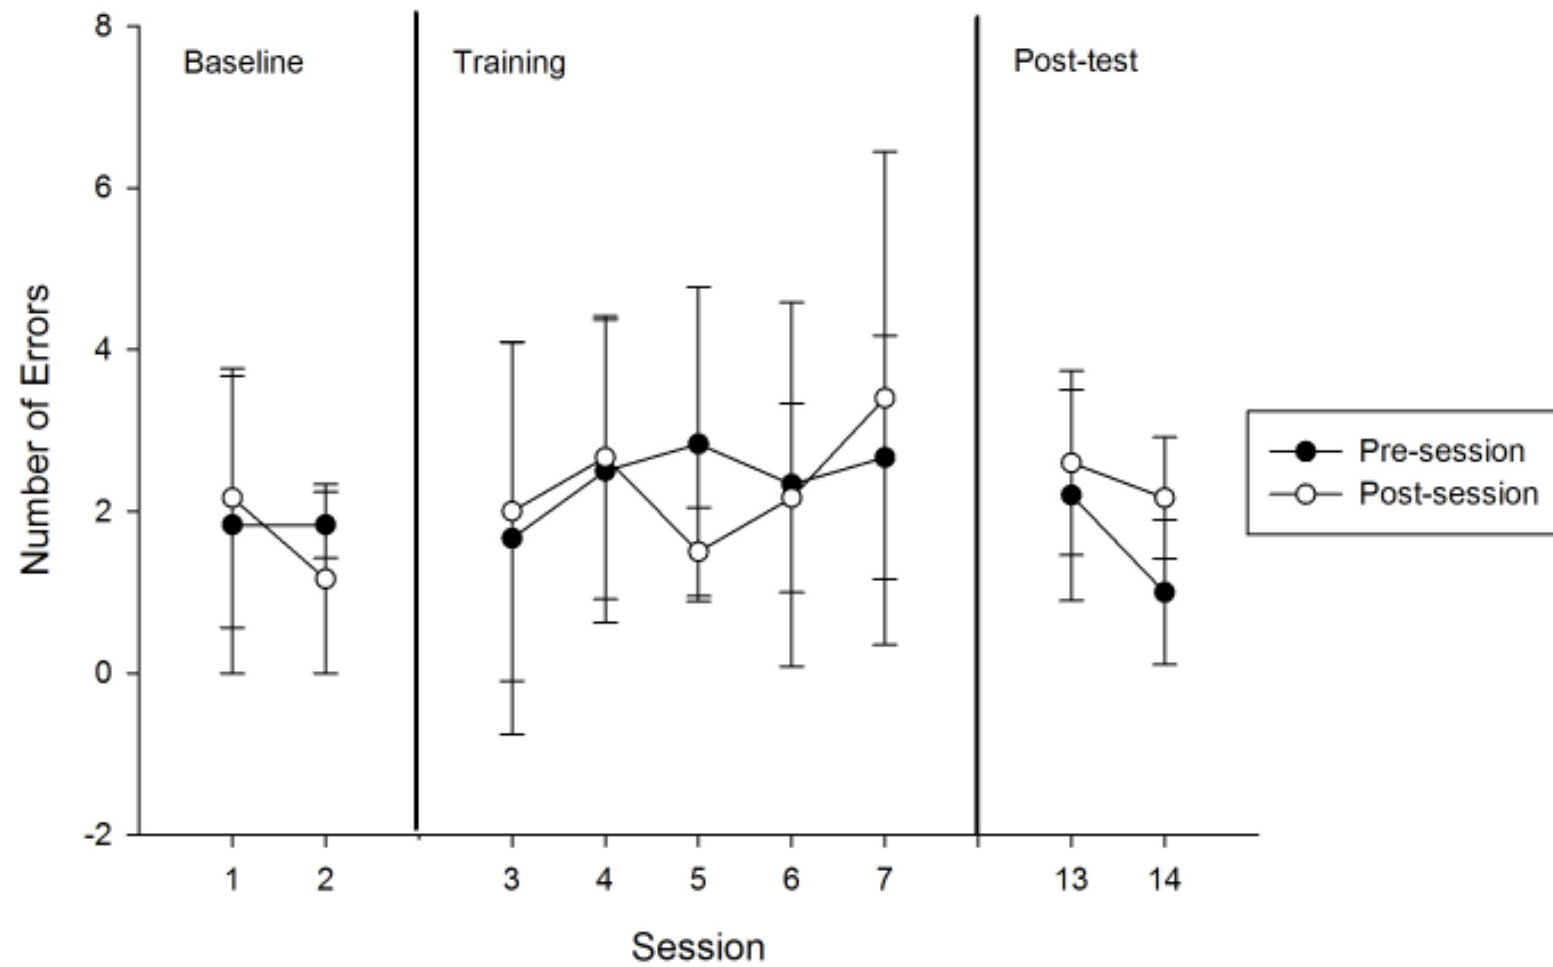 Baseline
Training
Post-test
8
6
4
2
0
-2
Number of Errors
1 2 3 4 5 6 7 13 14
Session
Pre-session
Post-session